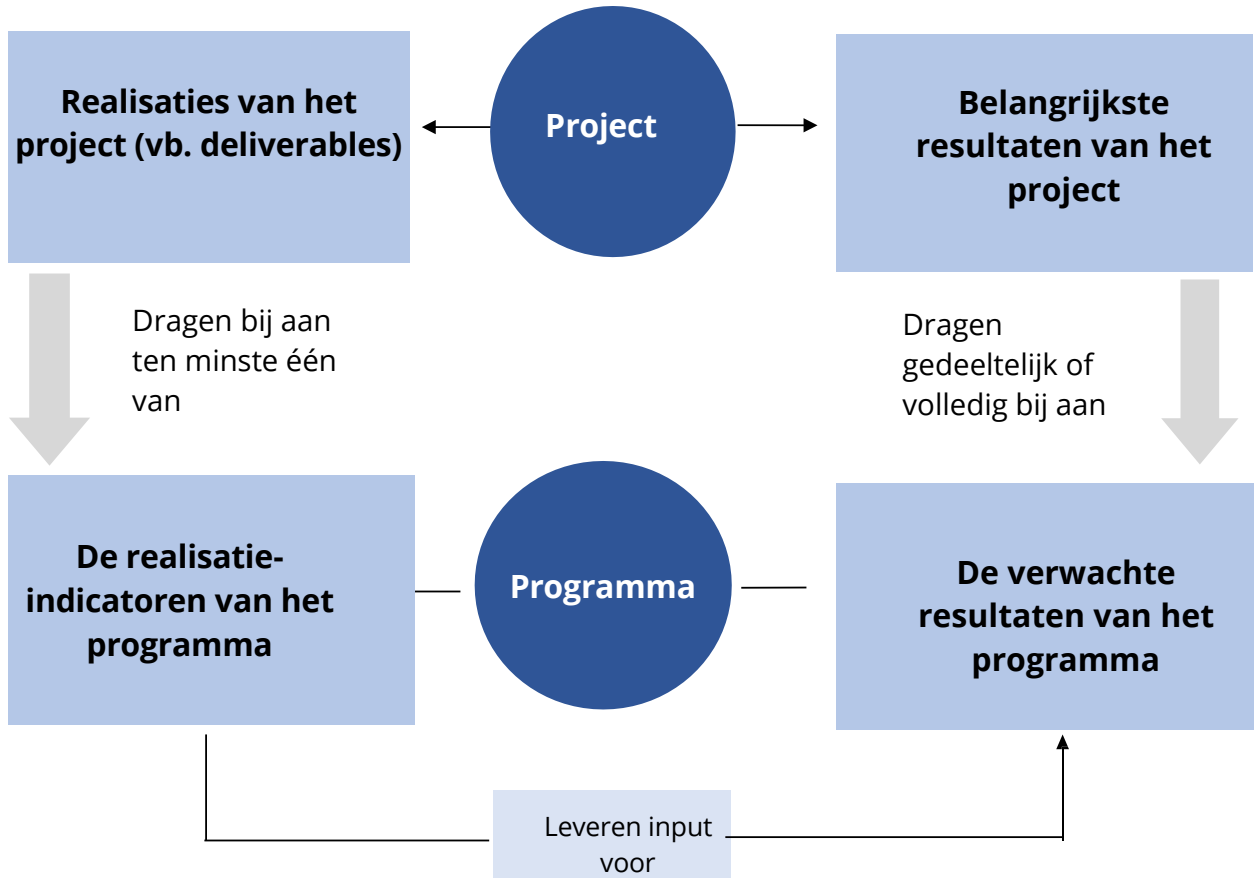 Realisaties van het
project (vb. deliverables)
Project
Belangrijkste
resultaten van het
project
Dragen bij aan
ten minste één
van
Dragen
gedeeltelijk of
volledig bij aan
De realisatie-
indicatoren van het
programma
Programma
De verwachte
resultaten van het
programma
Leveren input
voor